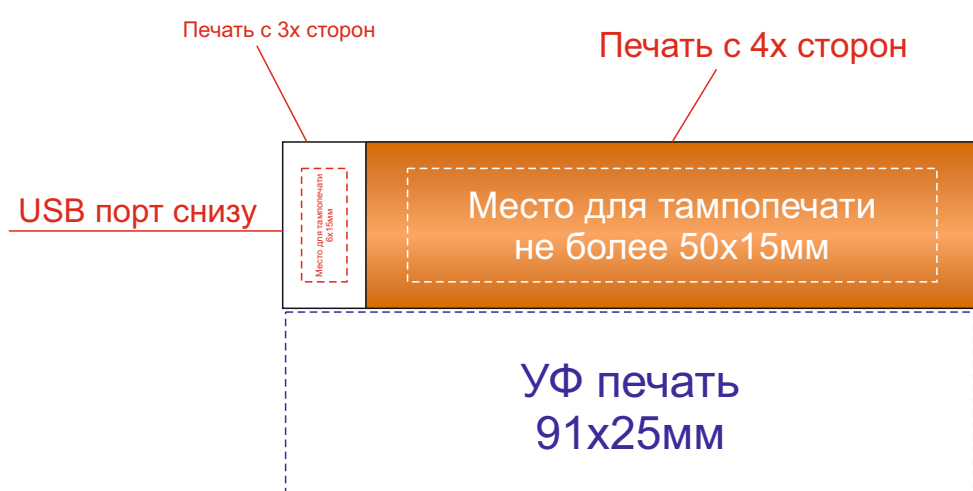 Печать с 3х сторон
Печать с 4х сторон
USB порт снизу
Место для тампопечати
6х15мм
Место для тампопечати
не более 50х15мм
УФ печать
91х25мм